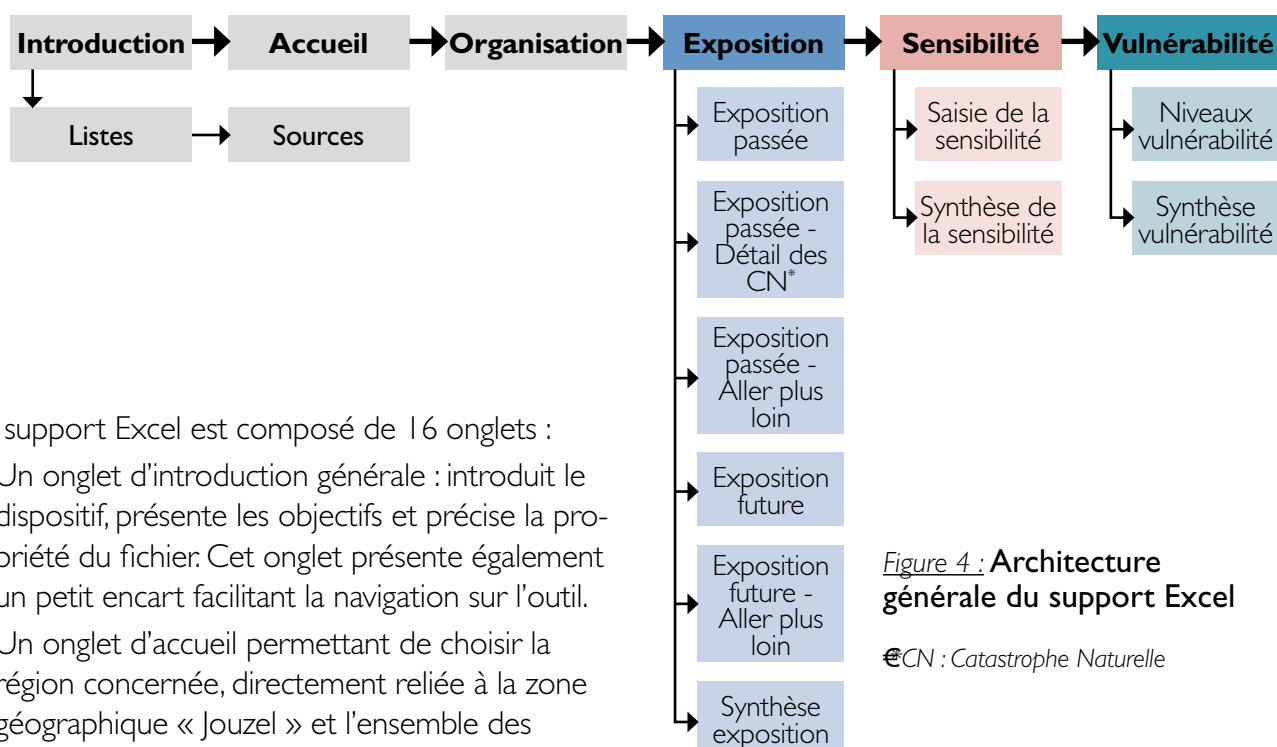 Introduction
Accueil
Organisation
Exposition
Sensibilité
Vulnérabilité
Listes
Sources
Exposition
passée
Exposition
passée -
Détail des
CN*
Exposition
passée -
Aller plus
loin
Exposition
future
Exposition
future -
Aller plus
loin
Synthèse
exposition
Saisie de la
sensibilité
Synthèse de
la sensibilité
Niveaux
vulnérabilité
Synthèse
vulnérabilité
support Excel est composé de 16 onglets :
Un onglet d’introduction générale : introduit le
dispositif, présente les objectifs et précise la pro-
priété du fichier. Cet onglet présente également
un petit encart facilitant la navigation sur l’outil.
Un onglet d’accueil permettant de choisir la
région concernée, directement reliée à la zone
géographique « Jouzel » et l’ensemble des
Figure 4 : Architecture
générale du support Excel
€*CN : Catastrophe Naturelle